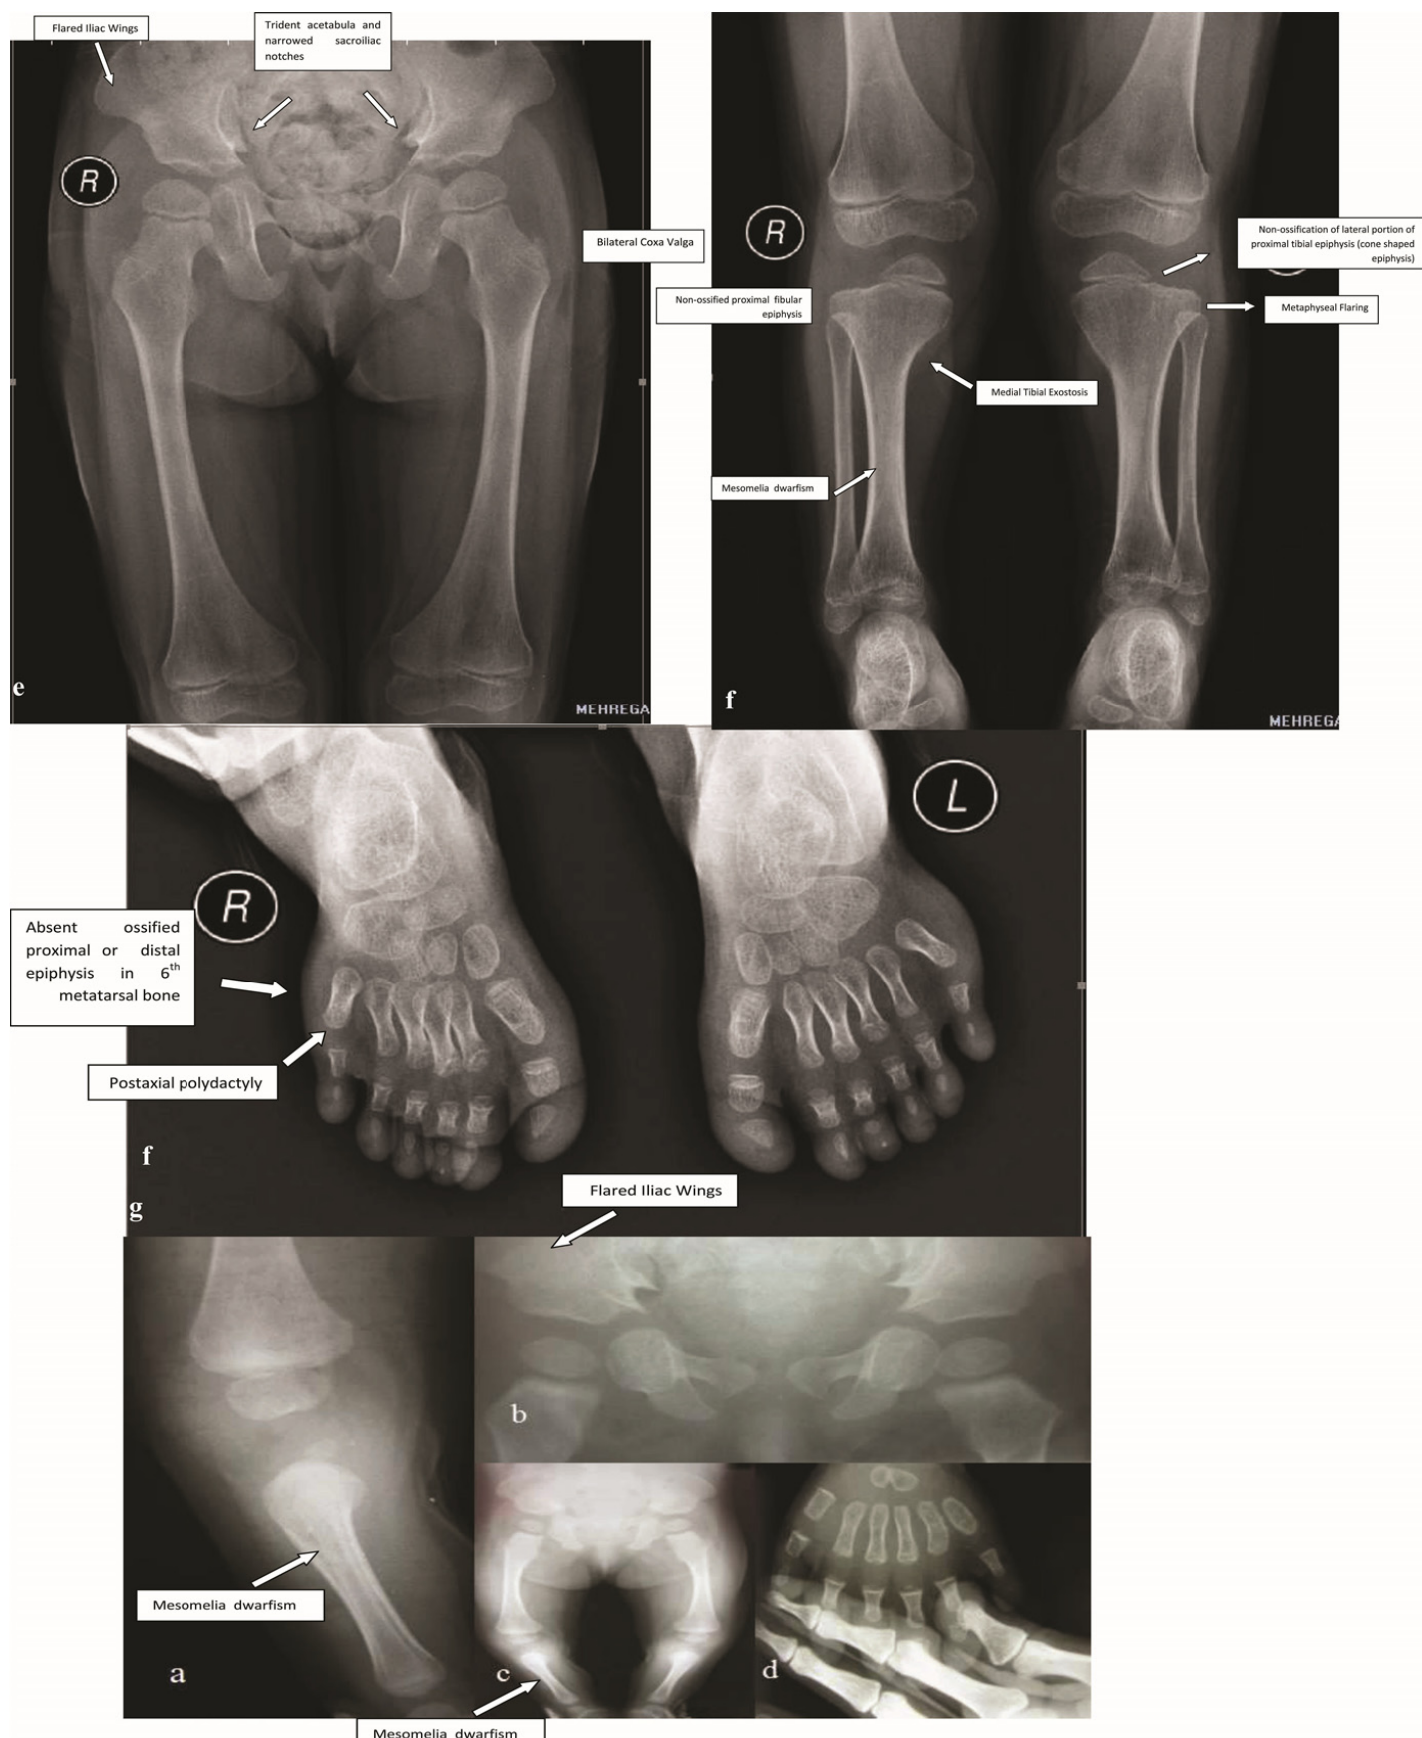 Flared Iliac Wings
Trident acetabula and
narrowed sacroiliac
notches
R
Bilateral Coxa Valga
e
MEHREGA
R
Non-ossification of lateral portion of
proximal tibial epiphysis (cone shaped
epiphysis)
Non-ossified proximal fibular
epiphysis
Metaphyseal Flaring
Medial Tibial Exostosis
Mesomelia dwarfism
f
MEHREGA
L
R
Absent ossified
proximal or distal
epiphysis in 6th
metatarsal bone
Postaxial polydactyly
f
g
Flared Iliac Wings
b
Mesomelia dwarfism
a
c
d
Mesomelia dwarfism